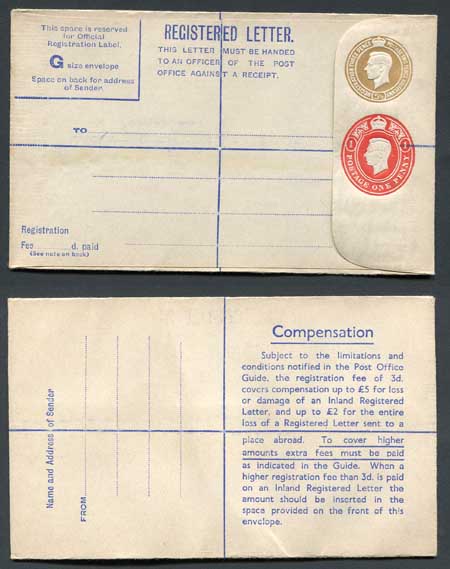 This space is reserved
for Official
Registration Label.
G size envelope
Space on back for address
of Sender.
REGISTERED LETTER.
THIS LETTER MUST BE HANDED
TO AN OFFICER OF THE POST
OFFICE AGAINST A RECEIPT.
POSTAGE ONE PENNY
1 1
TO
Registration
Fee d. paid
(See note on back)
Name and Address of Sender
FROM
Compensation
Subject to the limitations and
conditions notified in the Post Office
Guide, the registration fee of 3d.
covers compensation up to £5 for loss
or damage of an Inland Registered
Letter, and up to £2 for the entire
loss of a Registered Letter sent to a
place abroad. To cover higher
amounts extra fees must be paid
as indicated in the Guide. When a
higher registration fee than 3d. is paid
on an Inland Registered Letter the
amount should be inserted in the
space provided on the front of this
envelope.